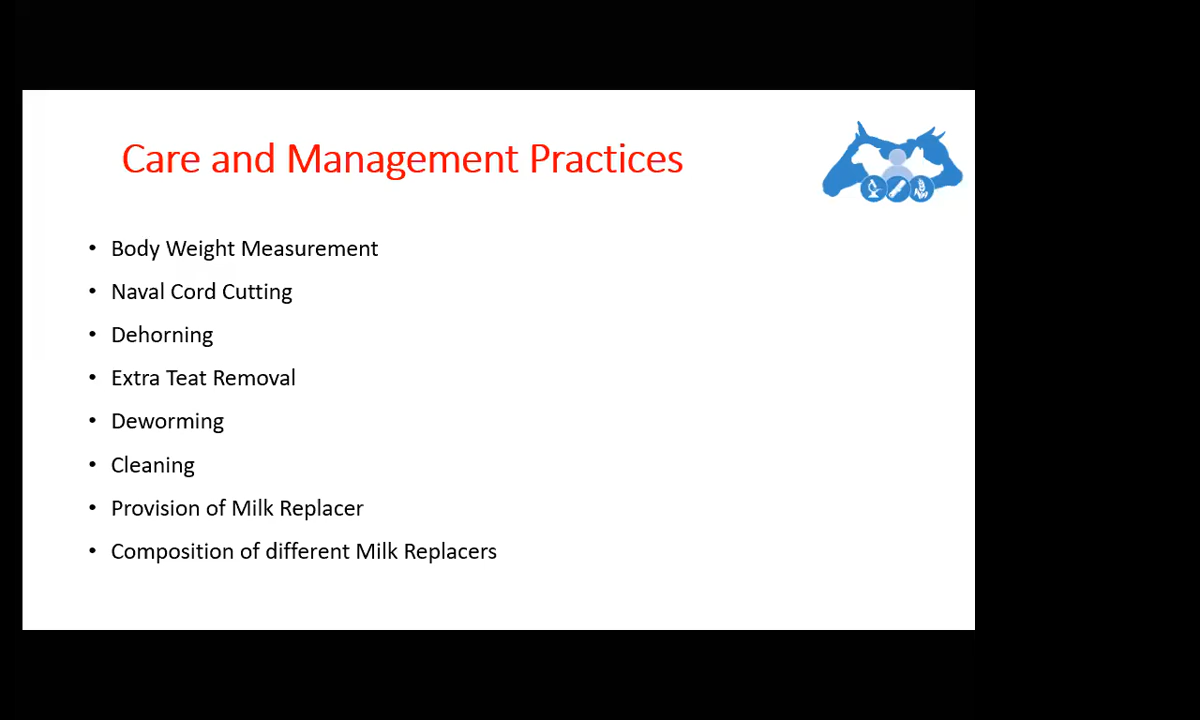 Care and Management Practices
• Body Weight Measurement
• Naval Cord Cutting
• Dehorning
• Extra Teat Removal
• Deworming
• Cleaning
• Provision of Milk Replacer
• Composition of different Milk Replacers